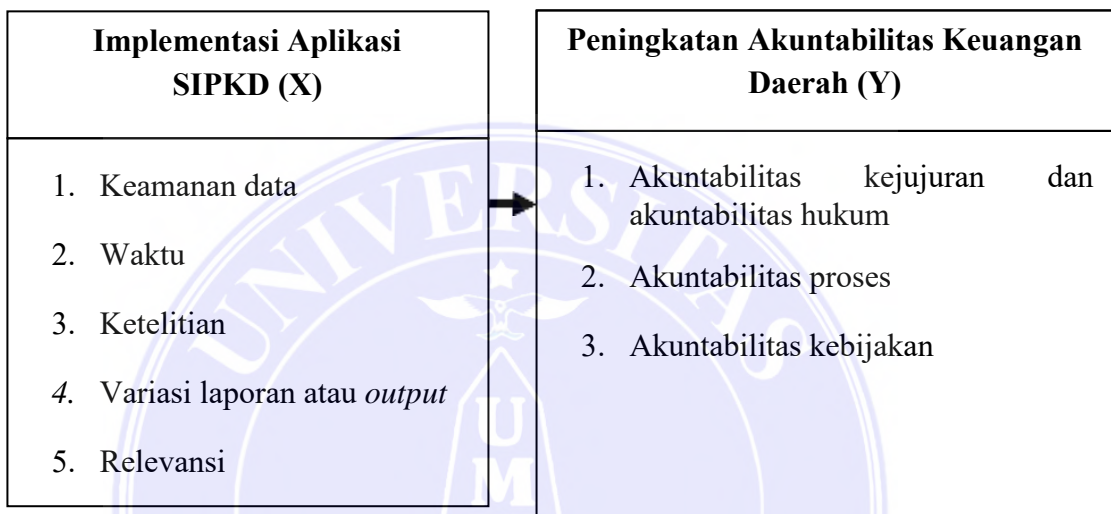 Implementasi Aplikasi
SIPKD (X)
1. Keamanan data
2. Waktu
3. Ketelitian
4. Variasi laporan atau output
5. Relevansi
Peningkatan Akuntabilitas Keuangan
Daerah (Y)
1. Akuntabilitas kejujuran dan
akuntabilitas hukum
2. Akuntabilitas proses
3. Akuntabilitas kebijakan
UNIVERSITAS
U
M